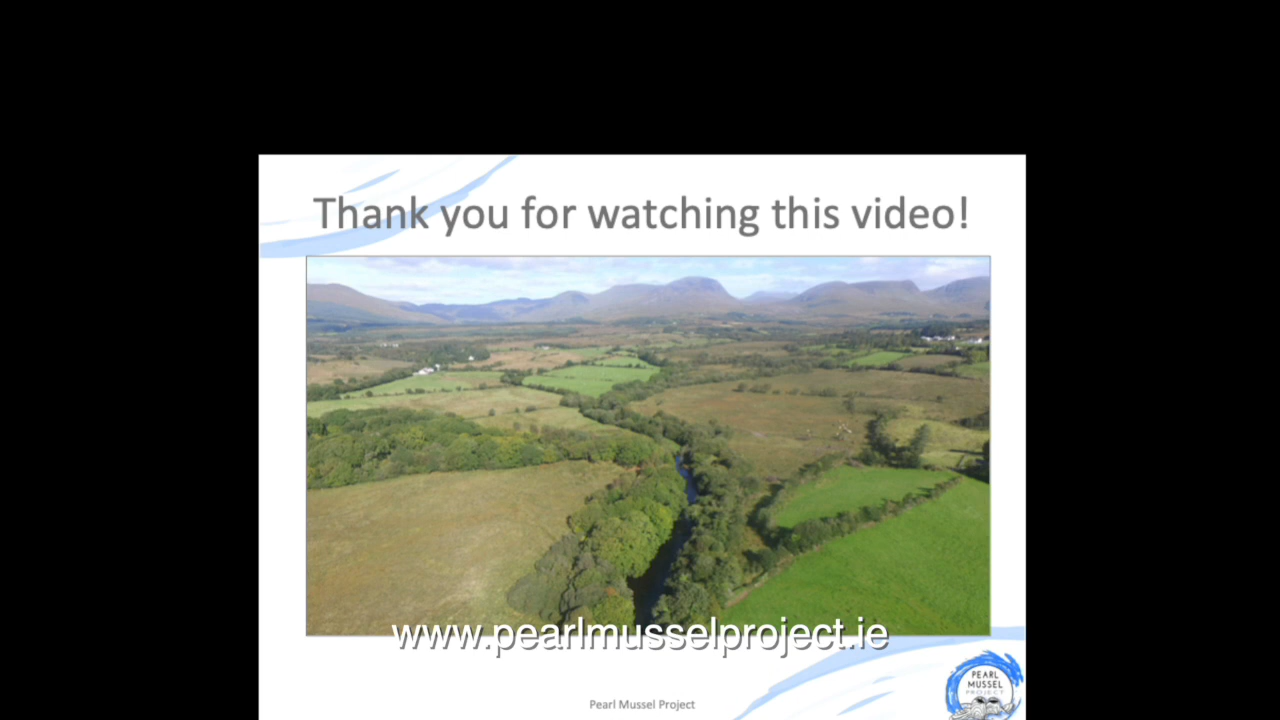 Thank you for watching this video!
www.pearlmusselproject.ie
Pearl Mussel Project
PEARL
MUSSEL
PROJECT